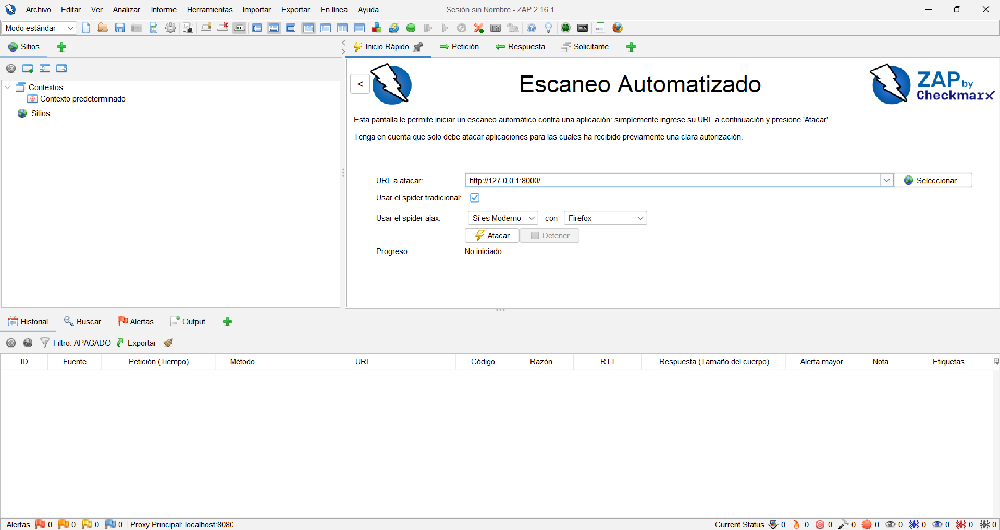 Archivo Editar Ver Analizar Informe Herramientas Importar Exportar En línea Ayuda Sesión sin Nombre - ZAP 2.16.1
Modo estándar
Sitios
Inicio Rápido Petición Respuesta Solicitante
<
Escaneo Automatizado
ZAP by
Checkmarx
Contextos
Contexto predeterminado
Sitios
Esta pantalla le permite iniciar un escaneo automático contra una aplicación: simplemente ingrese su URL a continuación y presione 'Atacar'.
Tenga en cuenta que solo debe atacar aplicaciones para las cuales ha recibido previamente una clara autorización.
URL a atacar: http://127.0.0.1:8000/ Seleccionar...
Usar el spider tradicional:
Usar el spider ajax: Sí es Moderno con Firefox
Atacar Detener
Progreso: No iniciado
Historial Buscar Alertas Output
Filtro: APAGADO Exportar
ID Fuente Petición (Tiempo) Método URL Código Razón RTT Respuesta (Tamaño del cuerpo) Alerta mayor Nota Etiquetas
Alertas 0 0 0 0 Proxy Principal: localhost:8080 Current Status 0 0 0 0 0 0 0 0 0 0